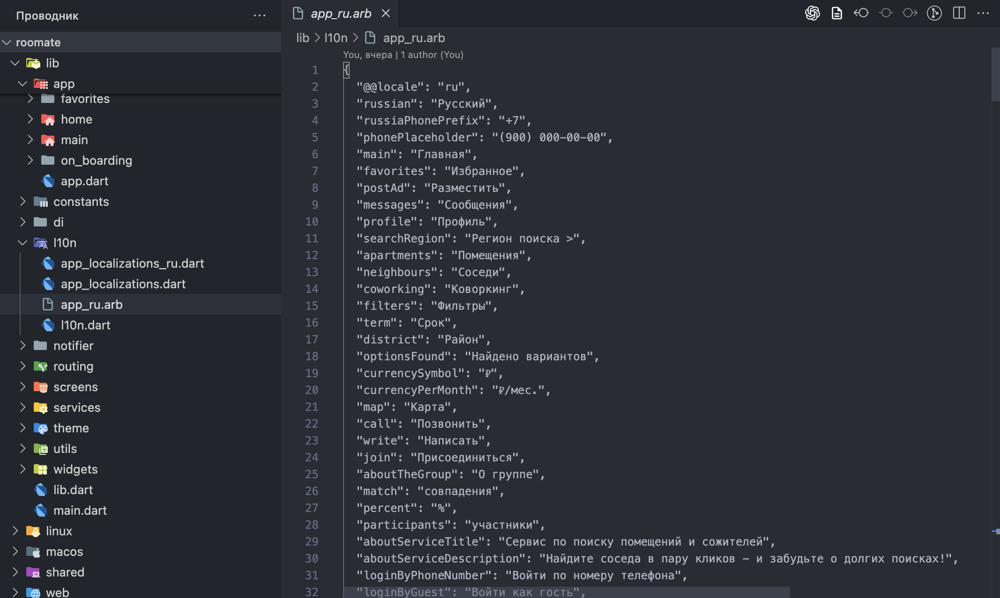 Проводник
roomate
lib
app
favorites
home
main
on_boarding
app.dart
constants
di
l10n
app_localizations_ru.dart
app_localizations.dart
app_ru.arb
l10n.dart
notifier
routing
screens
services
theme
utils
widgets
lib.dart
main.dart
linux
macos
shared
web
app_ru.arb
lib > l10n > app_ru.arb
You, вчера | 1 author (You)
1 {
2 "@@locale": "ru",
3 "russian": "Русский",
4 "russiaPhonePrefix": "+7",
5 "phonePlaceholder": "(900) 000-00-00",
6 "main": "Главная",
7 "favorites": "Избранное",
8 "postAd": "Разместить",
9 "messages": "Сообщения",
10 "profile": "Профиль",
11 "searchRegion": "Регион поиска >",
12 "apartments": "Помещения",
13 "neighbours": "Соседи",
14 "coworking": "Коворкинг",
15 "filters": "Фильтры",
16 "term": "Срок",
17 "district": "Район",
18 "optionsFound": "Найдено вариантов",
19 "currencySymbol": "₽",
20 "currencyPerMonth": "₽/мес.",
21 "map": "Карта",
22 "call": "Позвонить",
23 "write": "Написать",
24 "join": "Присоединиться",
25 "aboutTheGroup": "О группе",
26 "match": "совпадения",
27 "percent": "%",
28 "participants": "участники",
29 "aboutServiceTitle": "Сервис по поиску помещений и сожителей",
30 "aboutServiceDescription": "Найдите соседа в пару кликов – и забудьте о долгих поисках!",
31 "loginByPhoneNumber": "Войти по номеру телефона",
32 "loginByGuest": "Войти как гость",